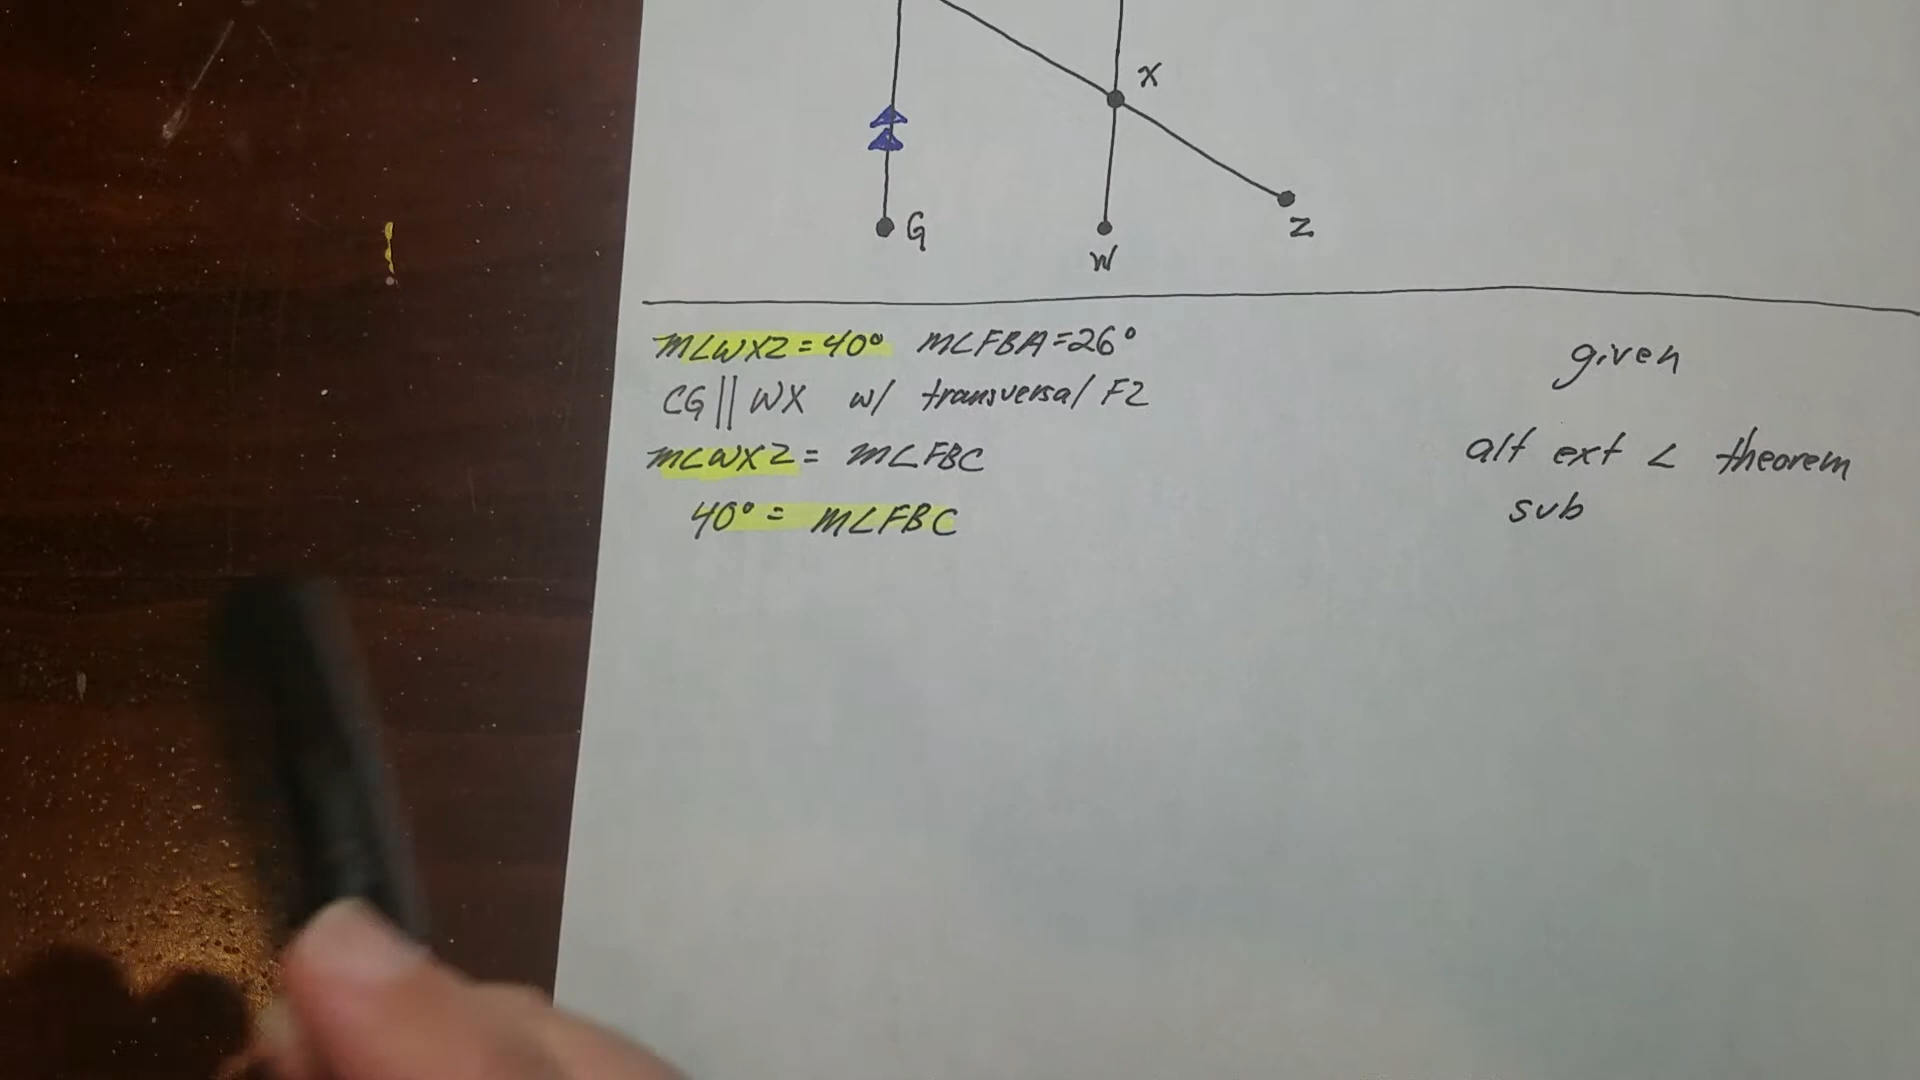 X
G
Z
W
m∠WXZ = 40° m∠FBA = 26°
given
CG || WX w/ transversal FZ
m∠WXZ = m∠FBC
alt ext ∠ theorem
40° = m∠FBC
sub